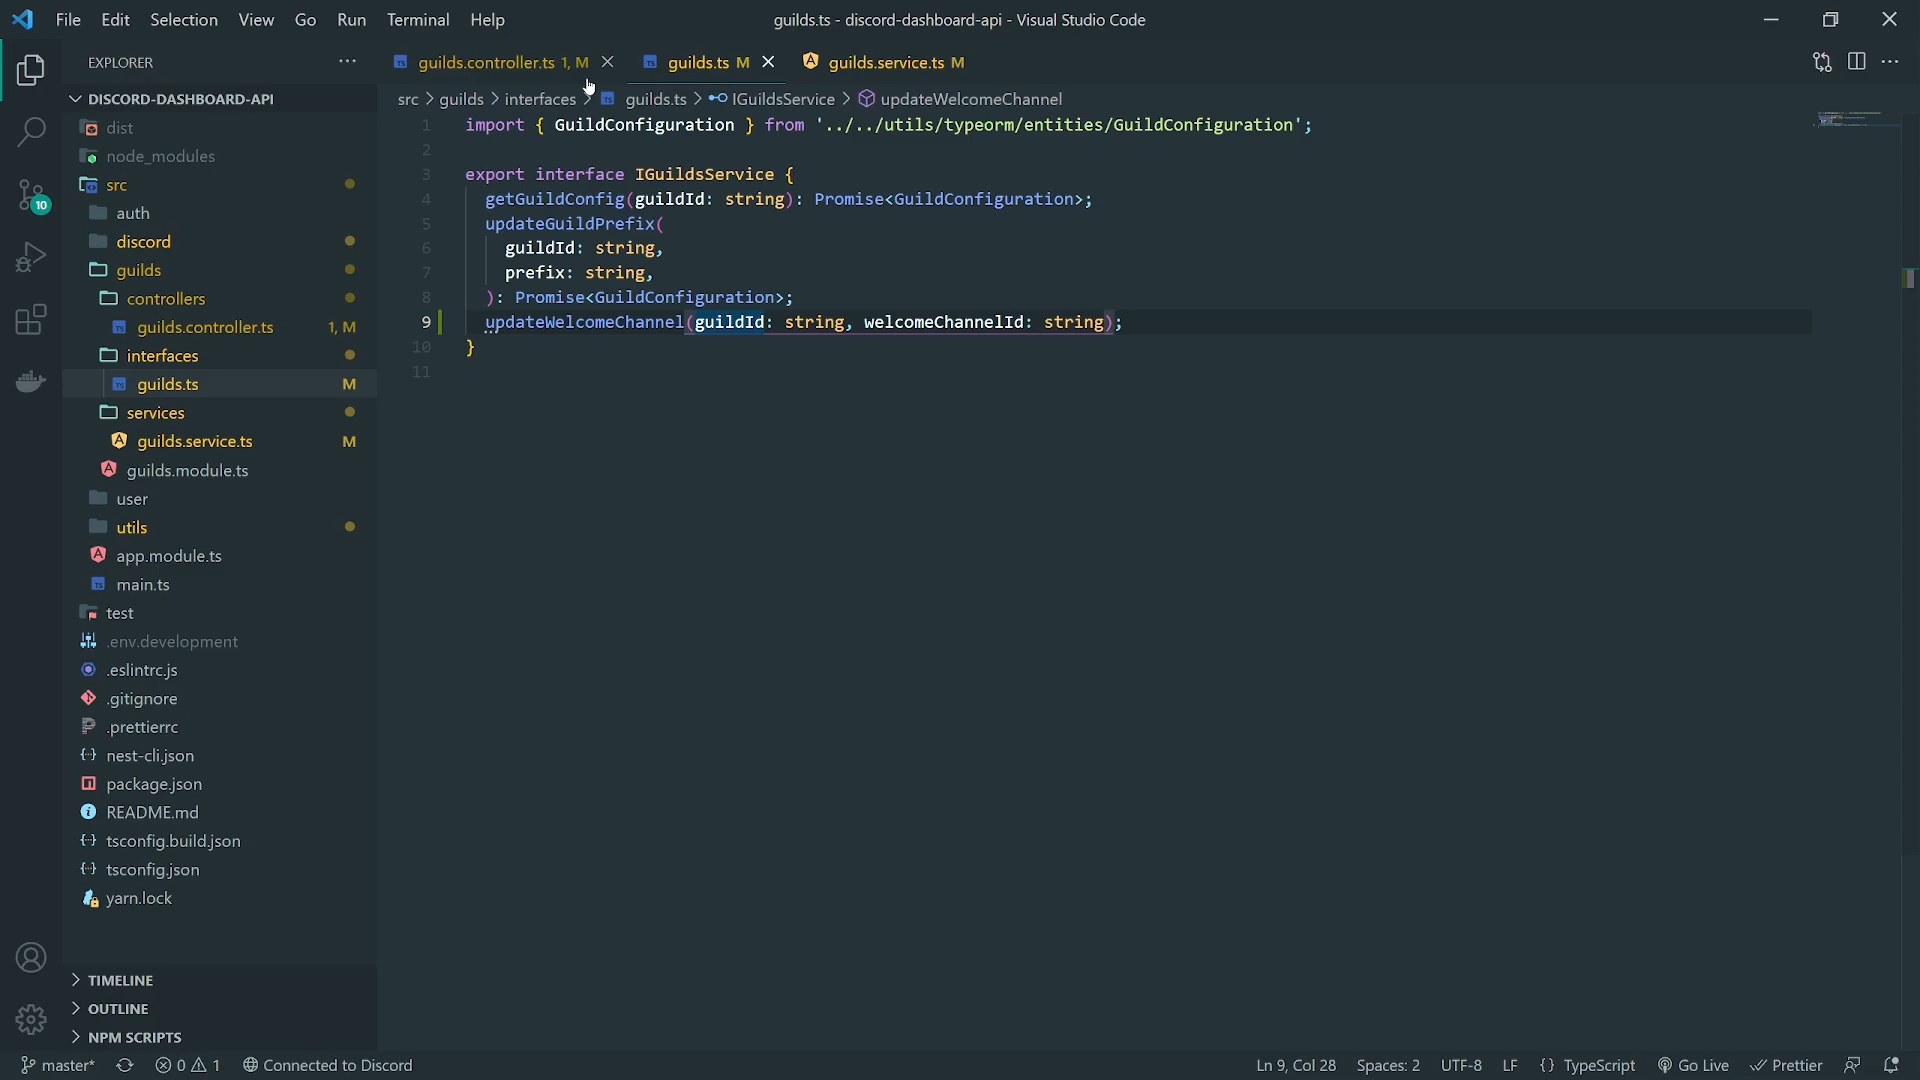 File Edit Selection View Go Run Terminal Help
guilds.ts - discord-dashboard-api - Visual Studio Code
EXPLORER
guilds.controller.ts 1, M
guilds.ts M
guilds.service.ts M
src > guilds > interfaces > guilds.ts > IGuildsService > updateWelcomeChannel
DISCORD-DASHBOARD-API
dist
node_modules
src
auth
discord
guilds
controllers
guilds.controller.ts 1, M
interfaces
guilds.ts M
services
guilds.service.ts M
guilds.module.ts
user
utils
app.module.ts
main.ts
test
.env.development
.eslintrc.js
.gitignore
.prettierrc
nest-cli.json
package.json
README.md
tsconfig.build.json
tsconfig.json
yarn.lock
TIMELINE
OUTLINE
NPM SCRIPTS
10
1 import { GuildConfiguration } from '../../utils/typeorm/entities/GuildConfiguration';
2
3 export interface IGuildsService {
4 getGuildConfig(guildId: string): Promise<GuildConfiguration>;
5 updateGuildPrefix(
6 guildId: string,
7 prefix: string,
8 ): Promise<GuildConfiguration>;
9 updateWelcomeChannel(guildId: string, welcomeChannelId: string);
10 }
11
master* 0 1 Connected to Discord
Ln 9, Col 28 Spaces: 2 UTF-8 LF {} TypeScript Go Live Prettier